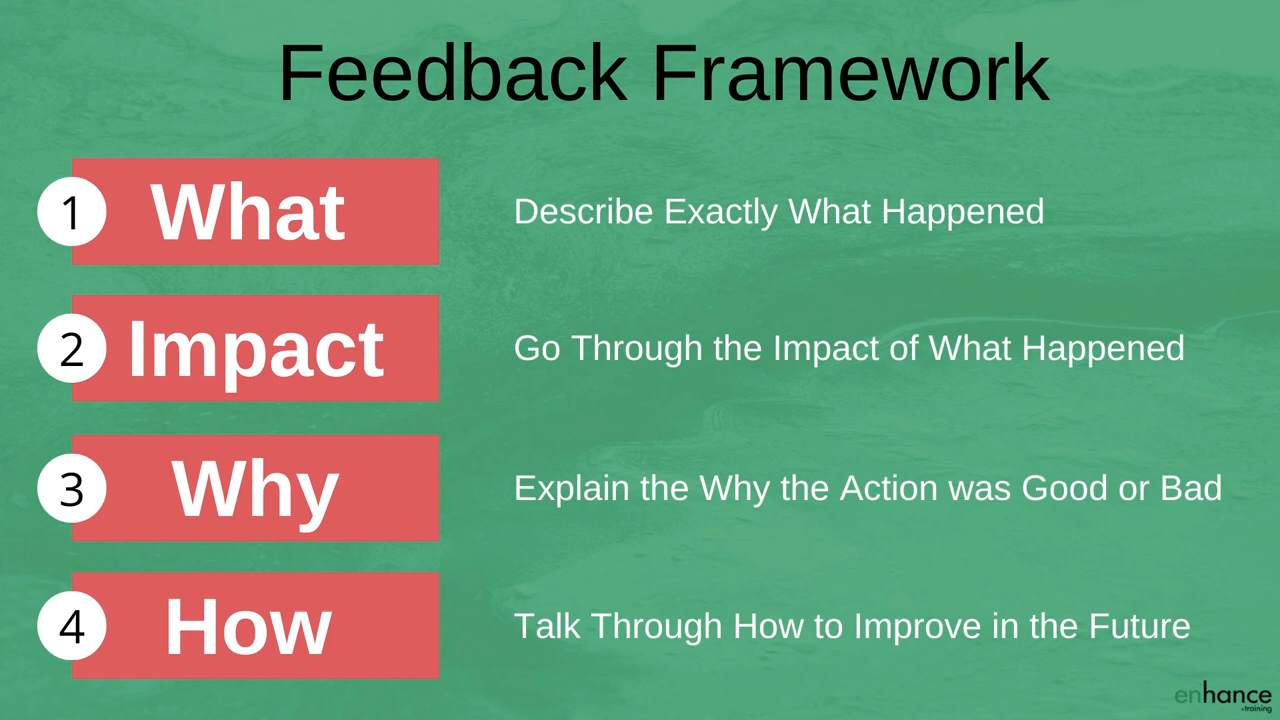 Feedback Framework
1 What Describe Exactly What Happened
2 Impact Go Through the Impact of What Happened
3 Why Explain the Why the Action was Good or Bad
4 How Talk Through How to Improve in the Future
enhance
training